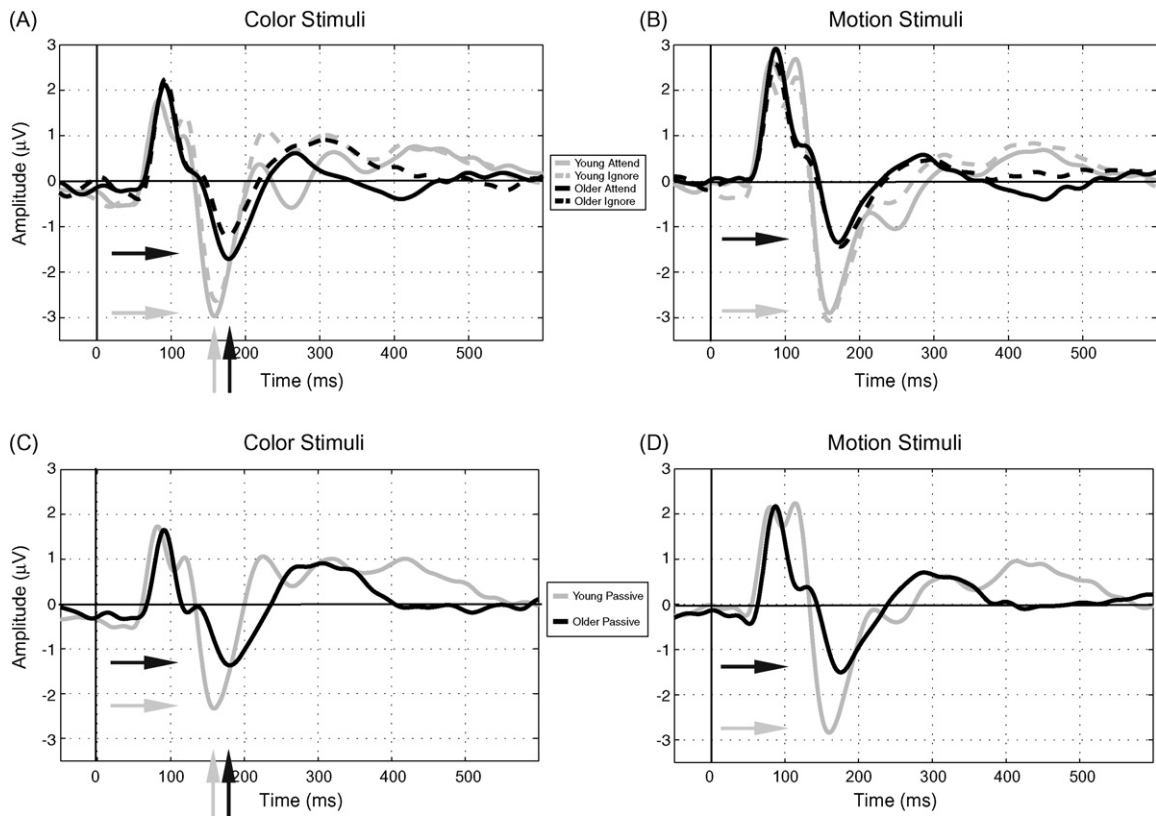 (A) Color Stimuli
3
2
1
0
-1
-2
-3
Amplitude (µV)
0 100 200 300 400 500
Time (ms)
(B) Motion Stimuli
3
2
1
0
-1
-2
-3
0 100 200 300 400 500
Time (ms)
Young Attend
Young Ignore
Older Attend
Older Ignore
(C) Color Stimuli
3
2
1
0
-1
-2
-3
Amplitude (µV)
0 100 200 300 400 500
Time (ms)
(D) Motion Stimuli
3
2
1
0
-1
-2
-3
0 100 200 300 400 500
Time (ms)
Young Passive
Older Passive